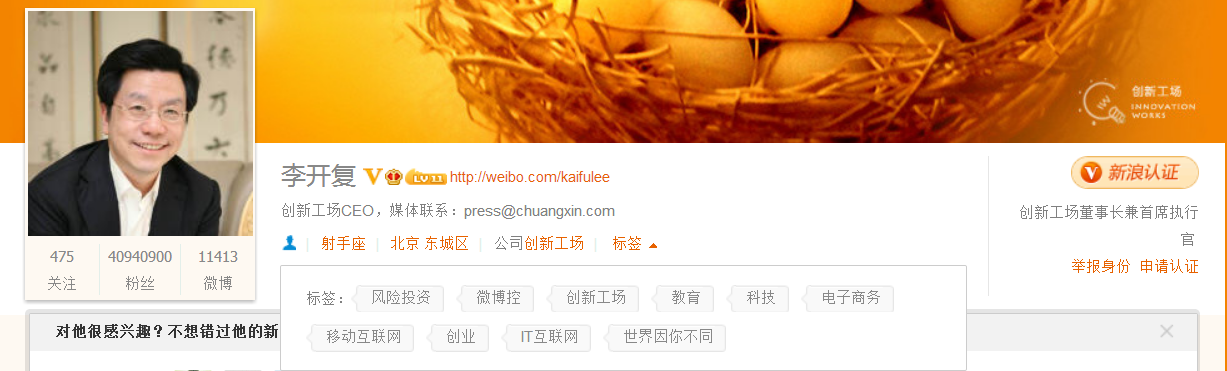 创新工场
INNOVATION
WORKS
李开复 V LV 11 http://weibo.com/kaifulee
新浪认证
创新工场CEO，媒体联系：press@chuangxin.com
创新工场董事长兼首席执行
官
射手座 北京 东城区 公司创新工场 标签
举报身份 申请认证
475 40940900 11413
关注 粉丝 微博
标签： 风险投资 微博控 创新工场 教育 科技 电子商务
移动互联网 创业 IT互联网 世界因你不同
对他很感兴趣？不想错过他的新